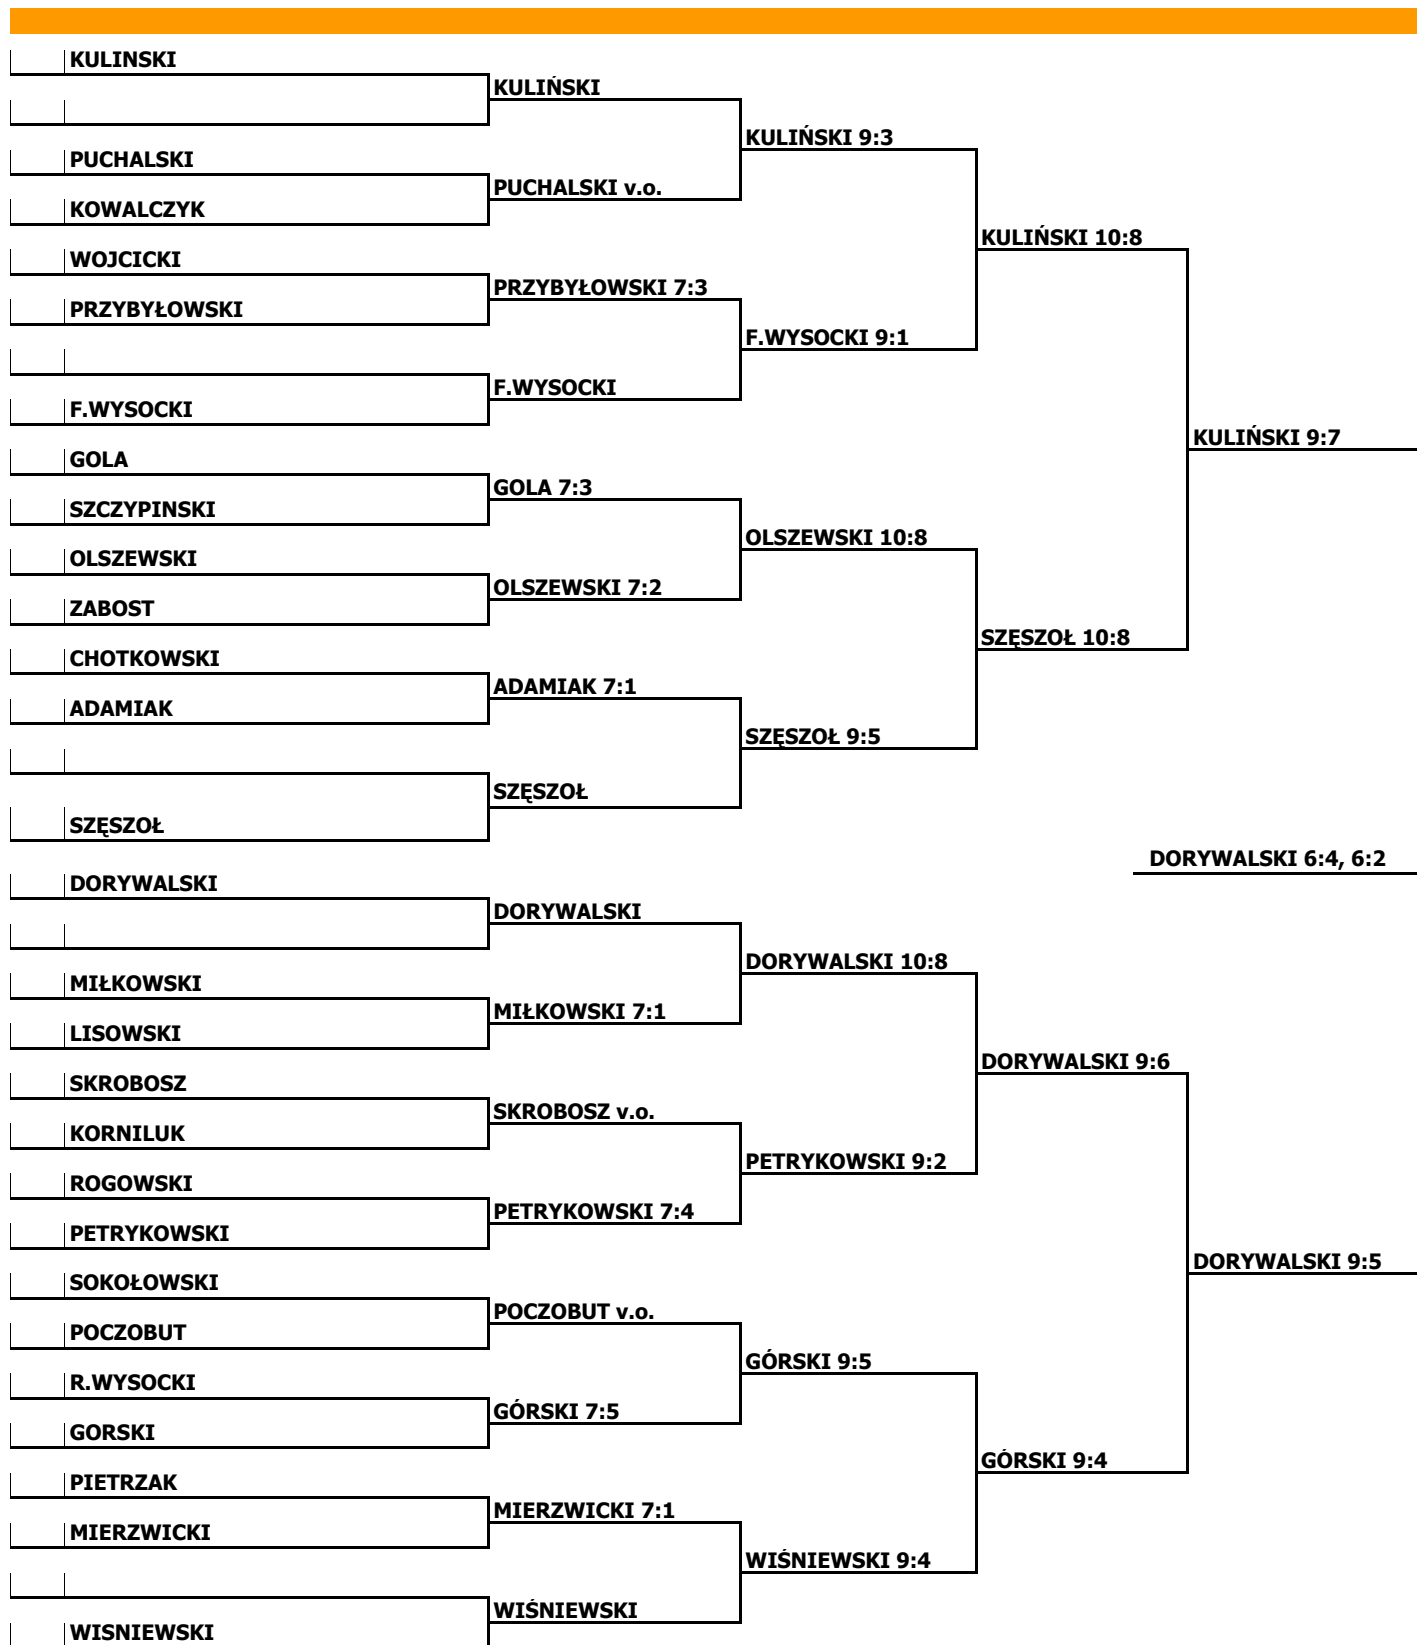 KULINSKI
KULIŃSKI
KULIŃSKI 9:3
PUCHALSKI
PUCHALSKI v.o.
KOWALCZYK
KULIŃSKI 10:8
WOJCICKI
PRZYBYŁOWSKI 7:3
PRZYBYŁOWSKI
F.WYSOCKI 9:1
F.WYSOCKI
F.WYSOCKI
KULIŃSKI 9:7
GOLA
GOLA 7:3
SZCZYPINSKI
OLSZEWSKI 10:8
OLSZEWSKI
OLSZEWSKI 7:2
ZABOST
SZĘSZOŁ 10:8
CHOTKOWSKI
ADAMIAK 7:1
ADAMIAK
SZĘSZOŁ 9:5
SZĘSZOŁ
SZĘSZOŁ
DORYWALSKI 6:4, 6:2
DORYWALSKI
DORYWALSKI
DORYWALSKI 10:8
MIŁKOWSKI
MIŁKOWSKI 7:1
LISOWSKI
DORYWALSKI 9:6
SKROBOSZ
SKROBOSZ v.o.
KORNILUK
PETRYKOWSKI 9:2
ROGOWSKI
PETRYKOWSKI 7:4
PETRYKOWSKI
DORYWALSKI 9:5
SOKOŁOWSKI
POCZOBUT v.o.
POCZOBUT
GÓRSKI 9:5
R.WYSOCKI
GÓRSKI 7:5
GORSKI
GÓRSKI 9:4
PIETRZAK
MIERZWICKI 7:1
MIERZWICKI
WIŚNIEWSKI 9:4
WIŚNIEWSKI
WISNIEWSKI